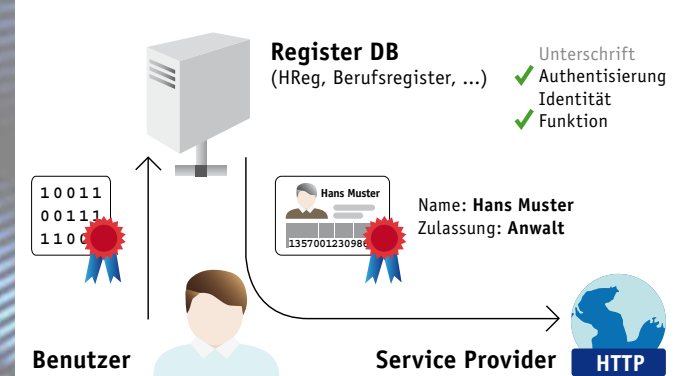 Register DB
(HReg, Berufsregister, ...)
Unterschrift
Authentisierung
Identität
Funktion
10011
00111
1100
Hans Muster
135700123098
Name: Hans Muster
Zulassung: Anwalt
Benutzer
Service Provider
HTTP